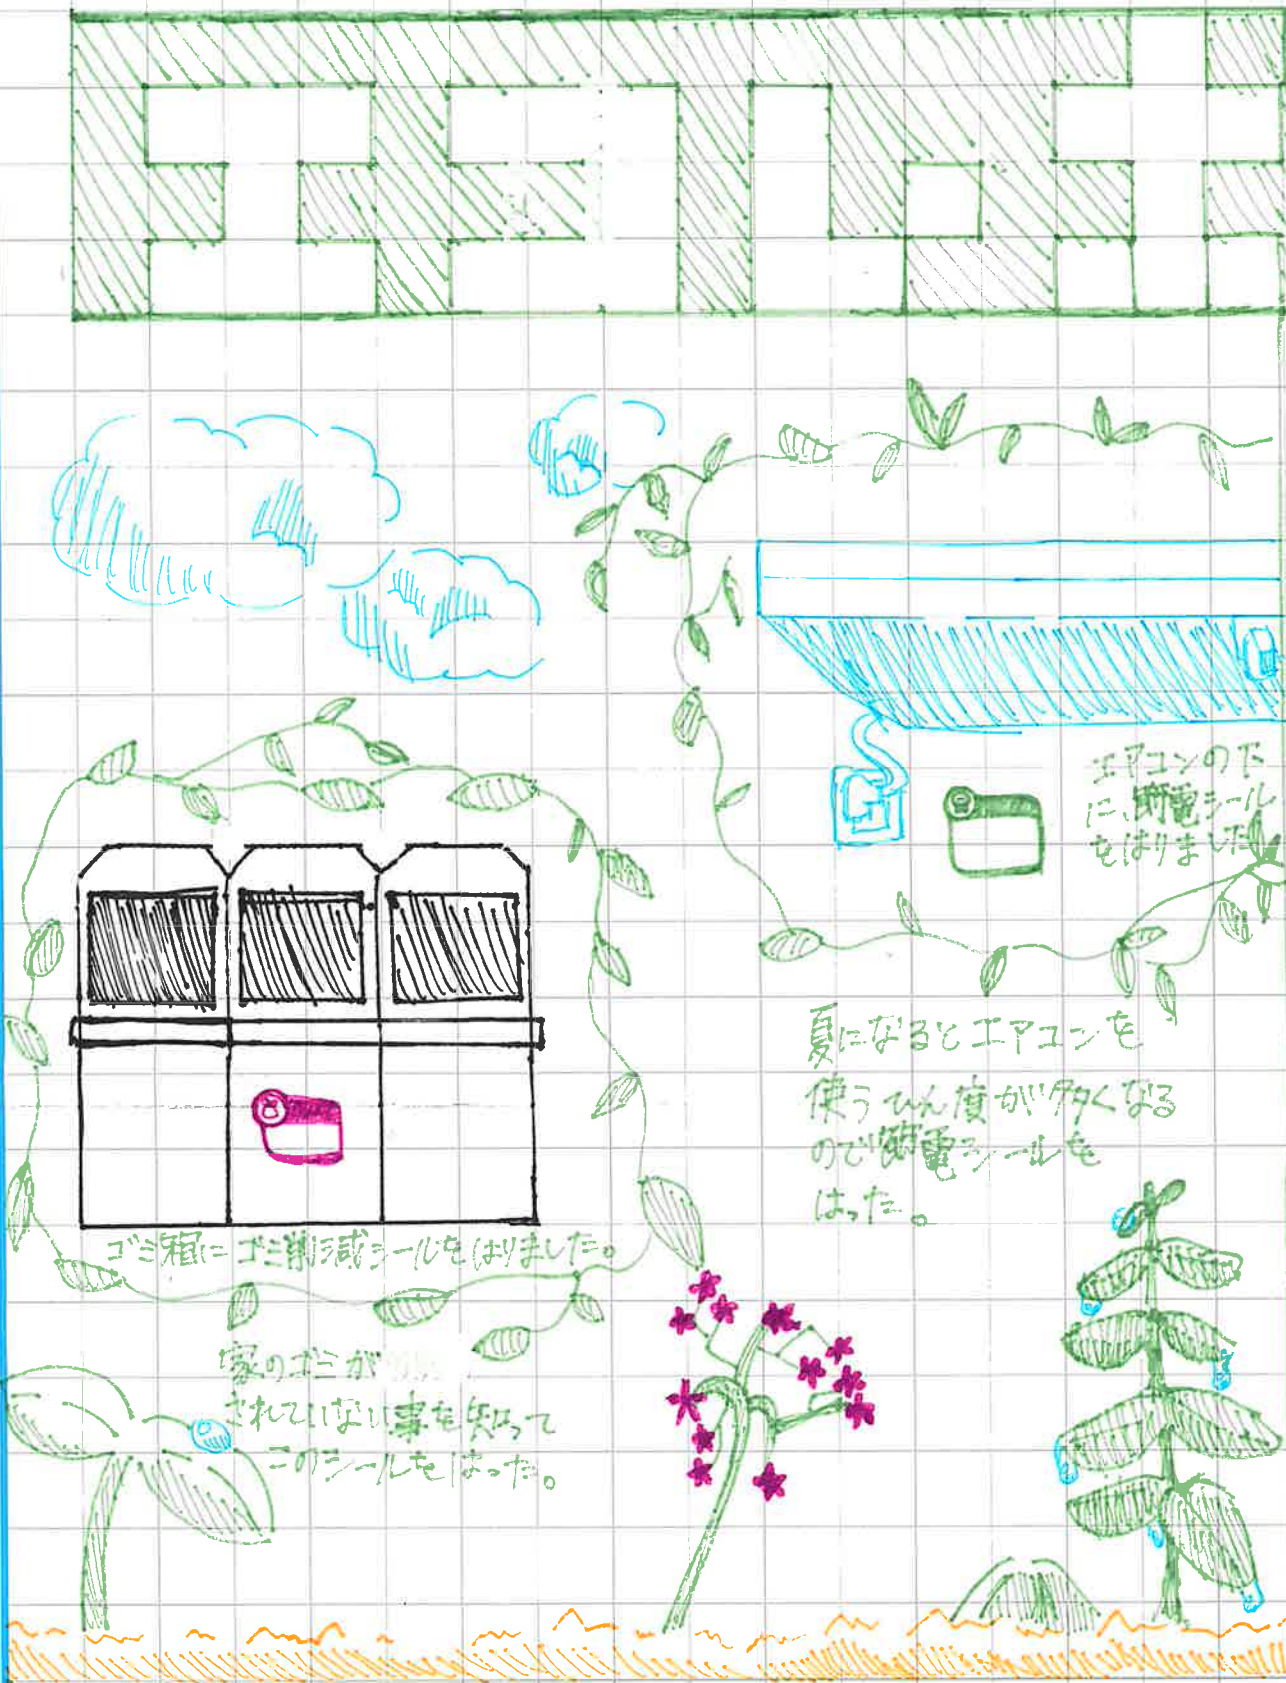 エアコンの下
に、節電シール
をはりました。
夏になるとエアコンを
使うひん度が多くなる
ので節電シールを
はった。
ゴミ箱にゴミ削減シールをはりました。
家のゴミが
されていない事を知って
このシールをはった。